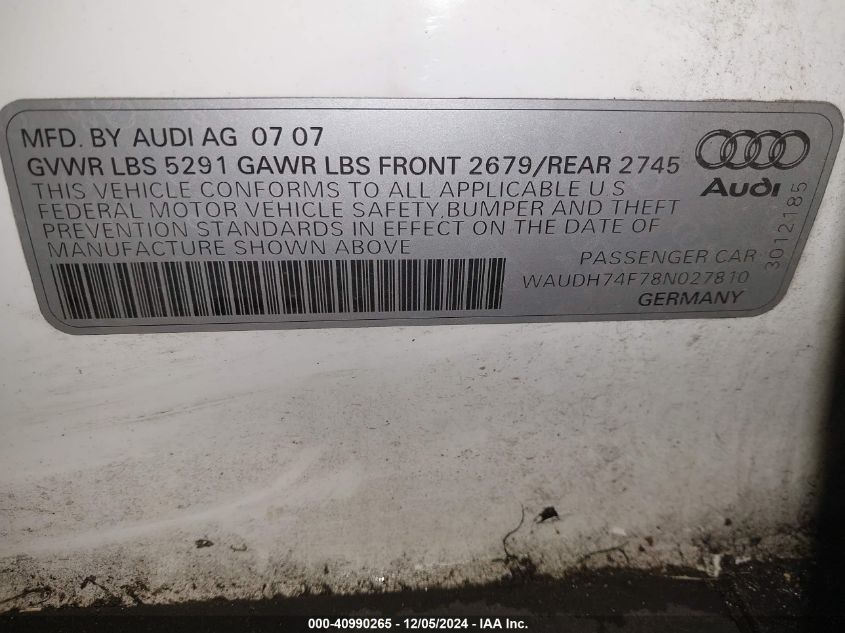 MFD. BY AUDI AG 07 07
GVWR LBS 5291 GAWR LBS FRONT 2679/REAR 2745
THIS VEHICLE CONFORMS TO ALL APPLICABLE U S
FEDERAL MOTOR VEHICLE SAFETY, BUMPER AND THEFT
PREVENTION STANDARDS IN EFFECT ON THE DATE OF
MANUFACTURE SHOWN ABOVE
Audi
3012185
PASSENGER CAR
WAUDH74F78N027810
GERMANY
000-40990265 - 12/05/2024 - IAA Inc.